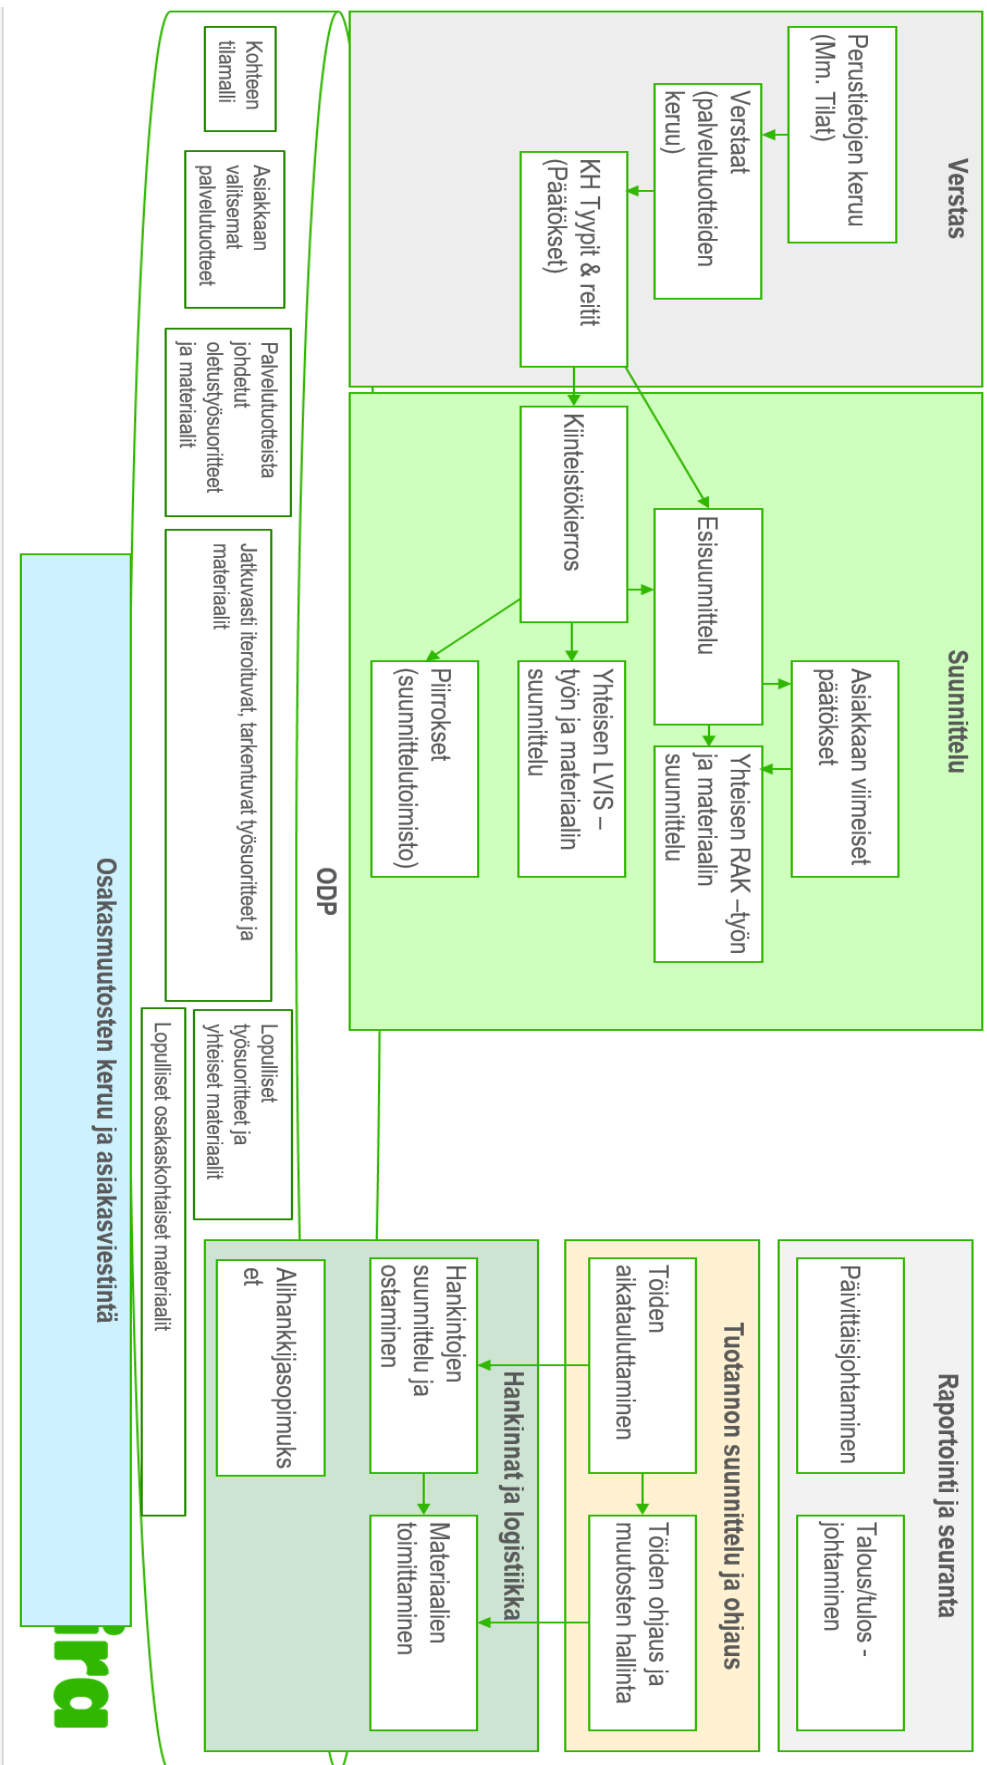 Verstas
Perustietojen keruu
(Mm. Tilat)
Verstaat
(palvelutuotteiden
keruu)
KH Tyypit & reitit
(Päätökset)
Suunnittelu
Asiakkaan viimeiset
päätökset
Esisuunnittelu
Yhteisen RAK –työn
ja materiaalin
suunnittelu
Kiinteistökierros
Yhteisen LVIS –
työn ja materiaalin
suunnittelu
Piirrokset
(suunnittelutoimisto)
Raportointi ja seuranta
Päivittäisjohtaminen
Talous/tulos -
johtaminen
Tuotannon suunnittelu ja ohjaus
Töiden
aikatauluttaminen
Töiden ohjaus ja
muutosten hallinta
Hankinnat ja logistiikka
Hankintojen
suunnittelu ja
ostaminen
Materiaalien
toimittaminen
Alihankkijasopimuks
et
ODP
Kohteen
tilamalli
Asiakkaan
valitsemat
palvelutuotteet
Palvelutuotteista
johdetut
oletustyösuoritteet
ja materiaalit
Jatkuvasti iteroituvat, tarkentuvat työsuoritteet ja
materiaalit
Lopulliset
työsuoritteet ja
yhteiset materiaalit
Lopulliset osakaskohtaiset materiaalit
Osakasmuutosten keruu ja asiakasviestintä